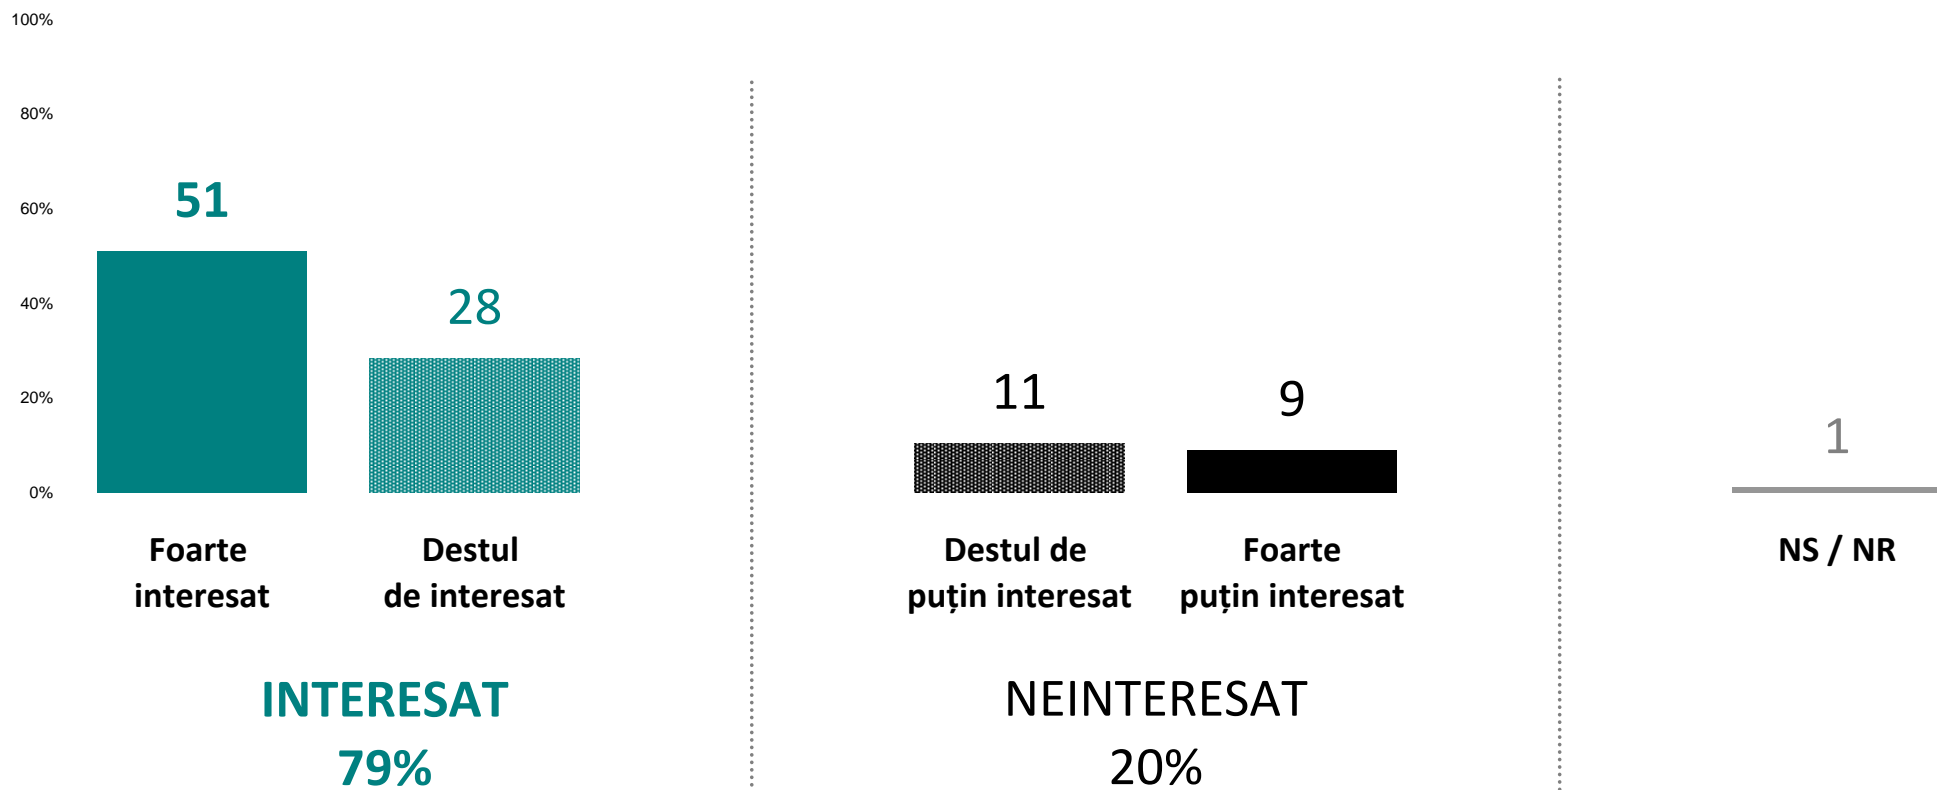 100%
80%
60%
40%
20%
0%
51
28
11
9
1
Foarte
interesat
Destul
de interesat
Destul de
puțin interesat
Foarte
puțin interesat
NS / NR
INTERESAT
79%
NEINTERESAT
20%